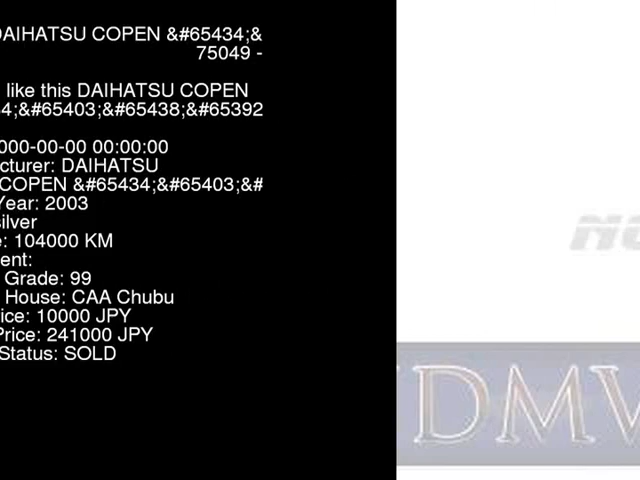 DAIHATSU COPEN &#65434;&
75049 -
like this DAIHATSU COPEN
4;&#65403;&#65438;&#65392
000-00-00 00:00:00
cturer: DAIHATSU
COPEN &#65434;&#65403;&#
Year: 2003
silver
e: 104000 KM
ent:
Grade: 99
House: CAA Chubu
ice: 10000 JPY
Price: 241000 JPY
Status: SOLD
NO
DMV